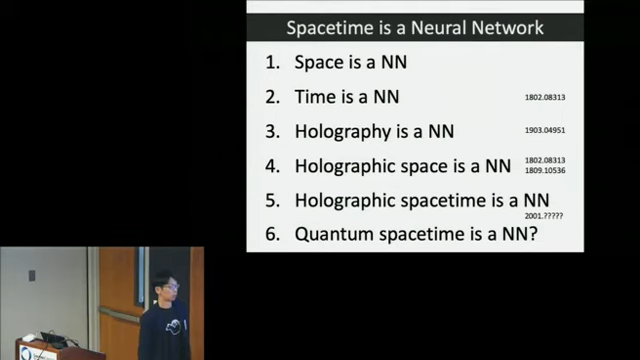 Spacetime is a Neural Network
1. Space is a NN
2. Time is a NN 1802.08313
3. Holography is a NN 1903.04951
4. Holographic space is a NN 1802.08313
1809.10536
5. Holographic spacetime is a NN
2001.?????
6. Quantum spacetime is a NN?